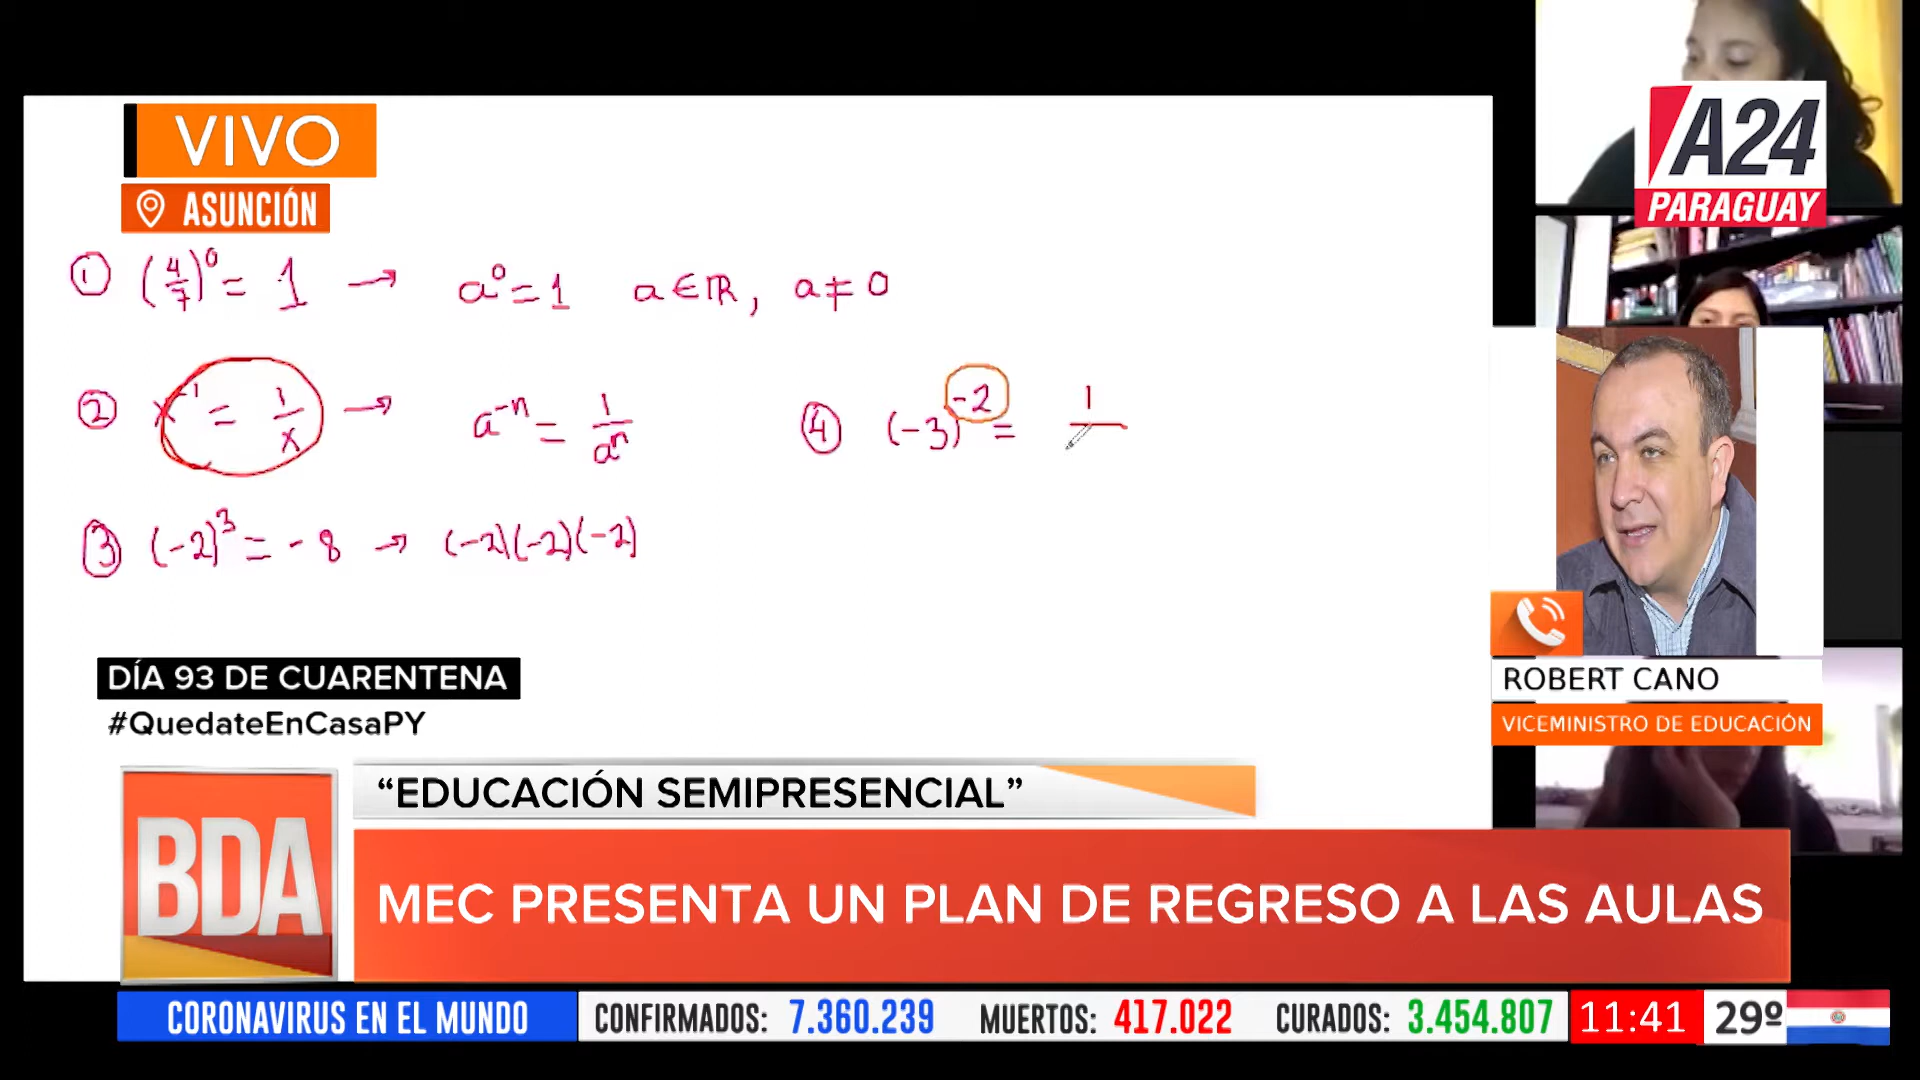 VIVO
ASUNCIÓN
A24
PARAGUAY
① (4/7)⁰ = 1 → a⁰ = 1 a ∈ ℝ, a ≠ 0
② x⁻¹ = 1/x → a⁻ⁿ = 1/aⁿ
④ (-3)⁻² = 1/
③ (-2)³ = -8 → (-2)(-2)(-2)
DÍA 93 DE CUARENTENA
#QuedateEnCasaPY
ROBERT CANO
VICEMINISTRO DE EDUCACIÓN
BDA
“EDUCACIÓN SEMIPRESENCIAL”
MEC PRESENTA UN PLAN DE REGRESO A LAS AULAS
CORONAVIRUS EN EL MUNDO CONFIRMADOS: 7.360.239 MUERTOS: 417.022 CURADOS: 3.454.807 11:41 29º